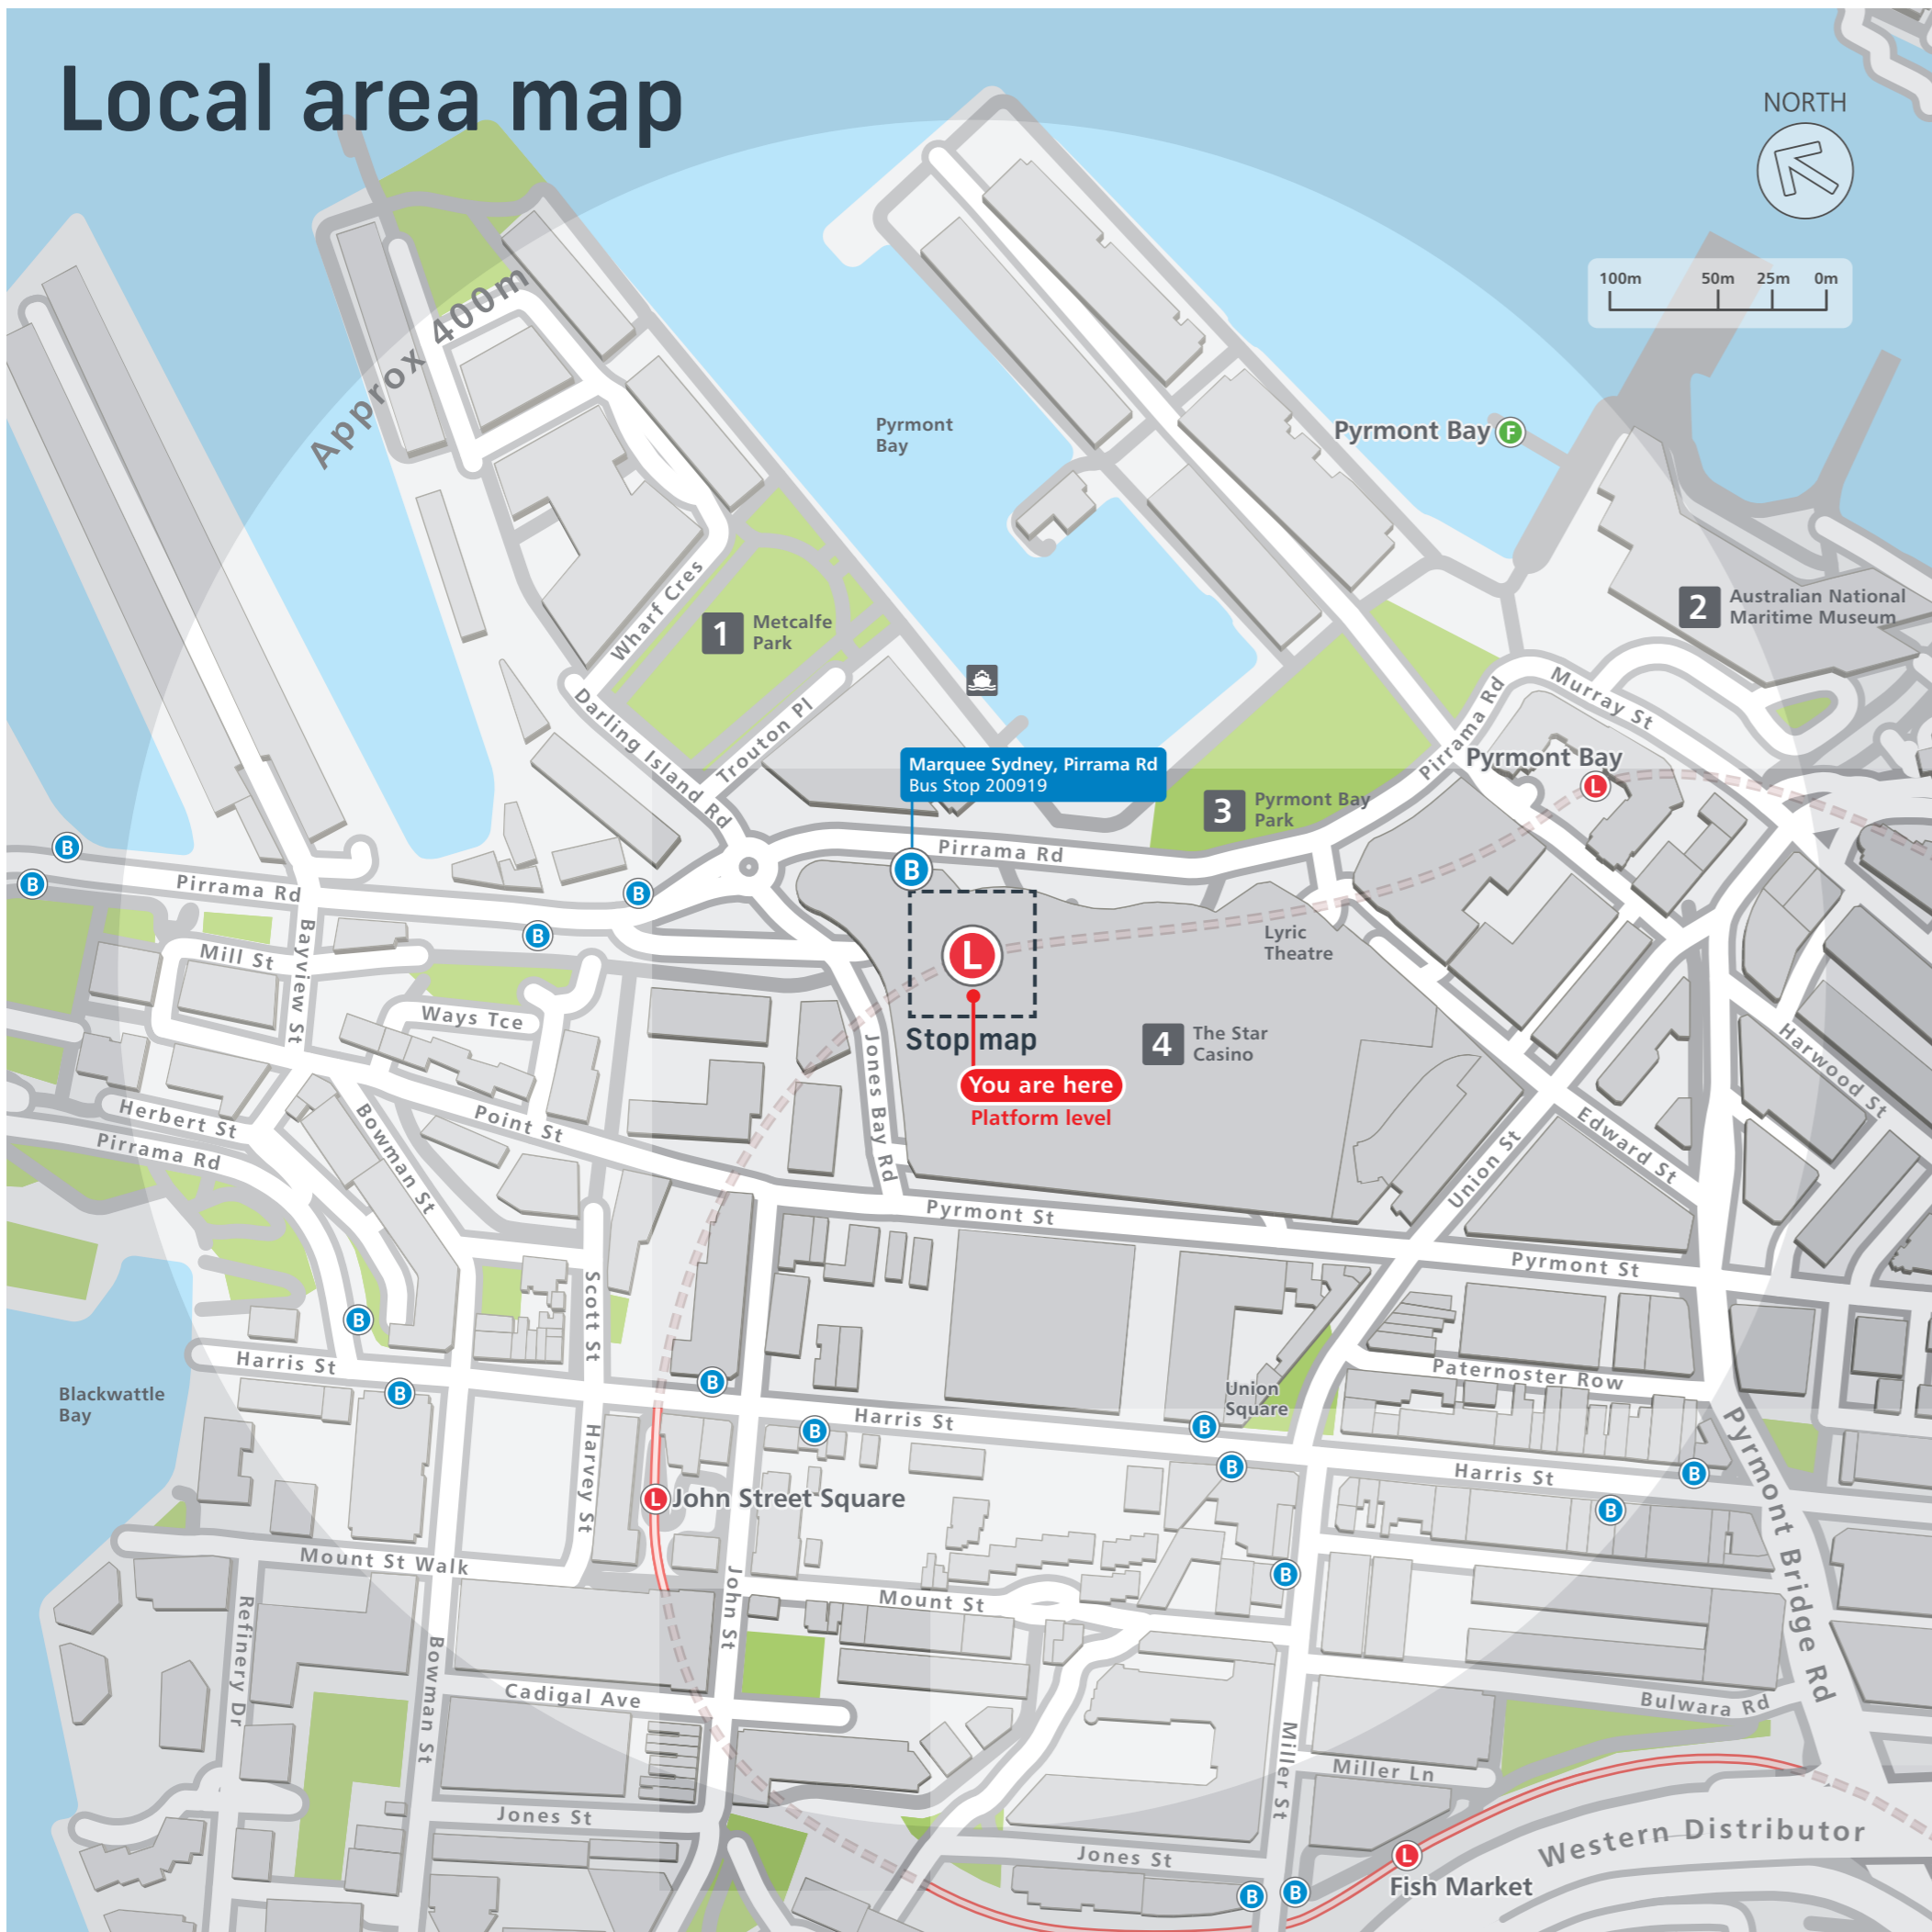 Local area map
NORTH
100m 50m 25m 0m
Approx 400m
Pyrmont
Bay
Pyrmont Bay F
2 Australian National
Maritime Museum
Wharf Cres
1 Metcalfe
Park
Darling Island Rd
Trouton Pl
Murray St
Pirrama Rd
Pyrmont Bay
L
Marquee Sydney, Pirrama Rd
Bus Stop 200919
3 Pyrmont Bay
Park
B
B
B
B
B
Pirrama Rd
Pirrama Rd
Bayview St
Mill St
L
Lyric
Theatre
Ways Tce
Stop map
4 The Star
Casino
You are here
Platform level
Jones Bay Rd
Harwood St
Herbert St
Pirrama Rd
Bowman St
Point St
Edward St
Union St
Pyrmont St
Pyrmont St
Scott St
B
Harris St
B
B
Blackwattle
Bay
Union
Square
Paternoster Row
Harris St
B
B
B
Harris St
B
B
Harvey St
L John Street Square
Pyrmont Bridge Rd
Mount St Walk
B
John St
Mount St
Refinery Dr
Bowman St
Cadigal Ave
Bulwara Rd
Miller St
Miller Ln
Jones St
Jones St
Western Distributor
L
Fish Market
B
B